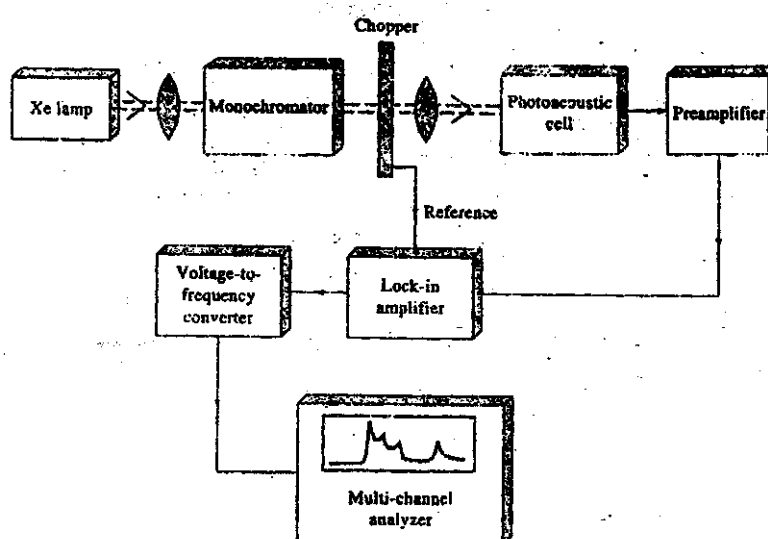 Chopper
Xe lamp
Monochromator
Photoacoustic
cell
Preamplifier
Reference
Voltage-to-
frequency
converter
Lock-in
amplifier
Multi-channel
analyzer